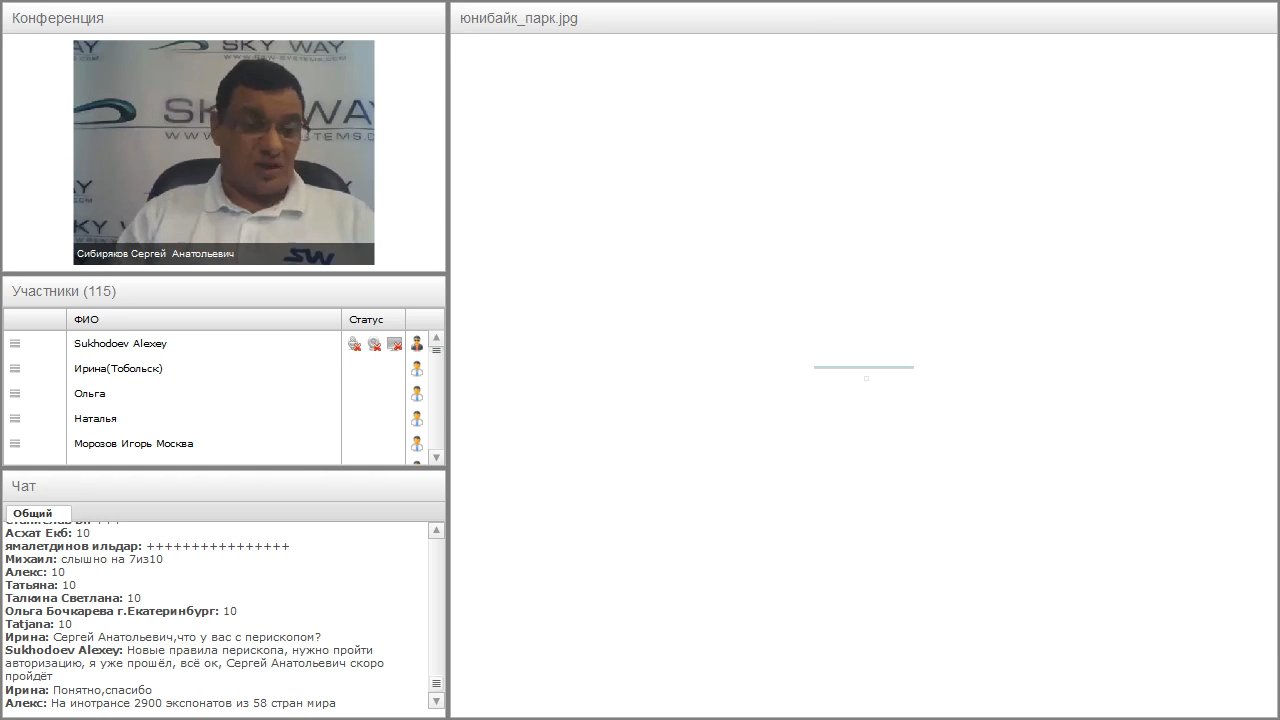 Конференция
SKY WAY
WWW.RSW-SYSTEMS.COM
SKY WAY
Сибиряков Сергей Анатольевич
SW
Участники (115)
ФИО Статус
Sukhodoev Alexey
Ирина(Тобольск)
Ольга
Наталья
Морозов Игорь Москва
Чат
Общий
Асхат Екб: 10
ямалетдинов ильдар: ++++++++++++++++
Михаил: слышно на 7из10
Алекс: 10
Татьяна: 10
Талкина Светлана: 10
Ольга Бочкарева г.Екатеринбург: 10
Tatjana: 10
Ирина: Сергей Анатольевич,что у вас с перископом?
Sukhodoev Alexey: Новые правила перископа, нужно пройти
авторизацию, я уже прошёл, всё ок, Сергей Анатольевич скоро
пройдёт
Ирина: Понятно,спасибо
Алекс: На инотрансе 2900 экспонатов из 58 стран мира
юнибайк_парк.jpg